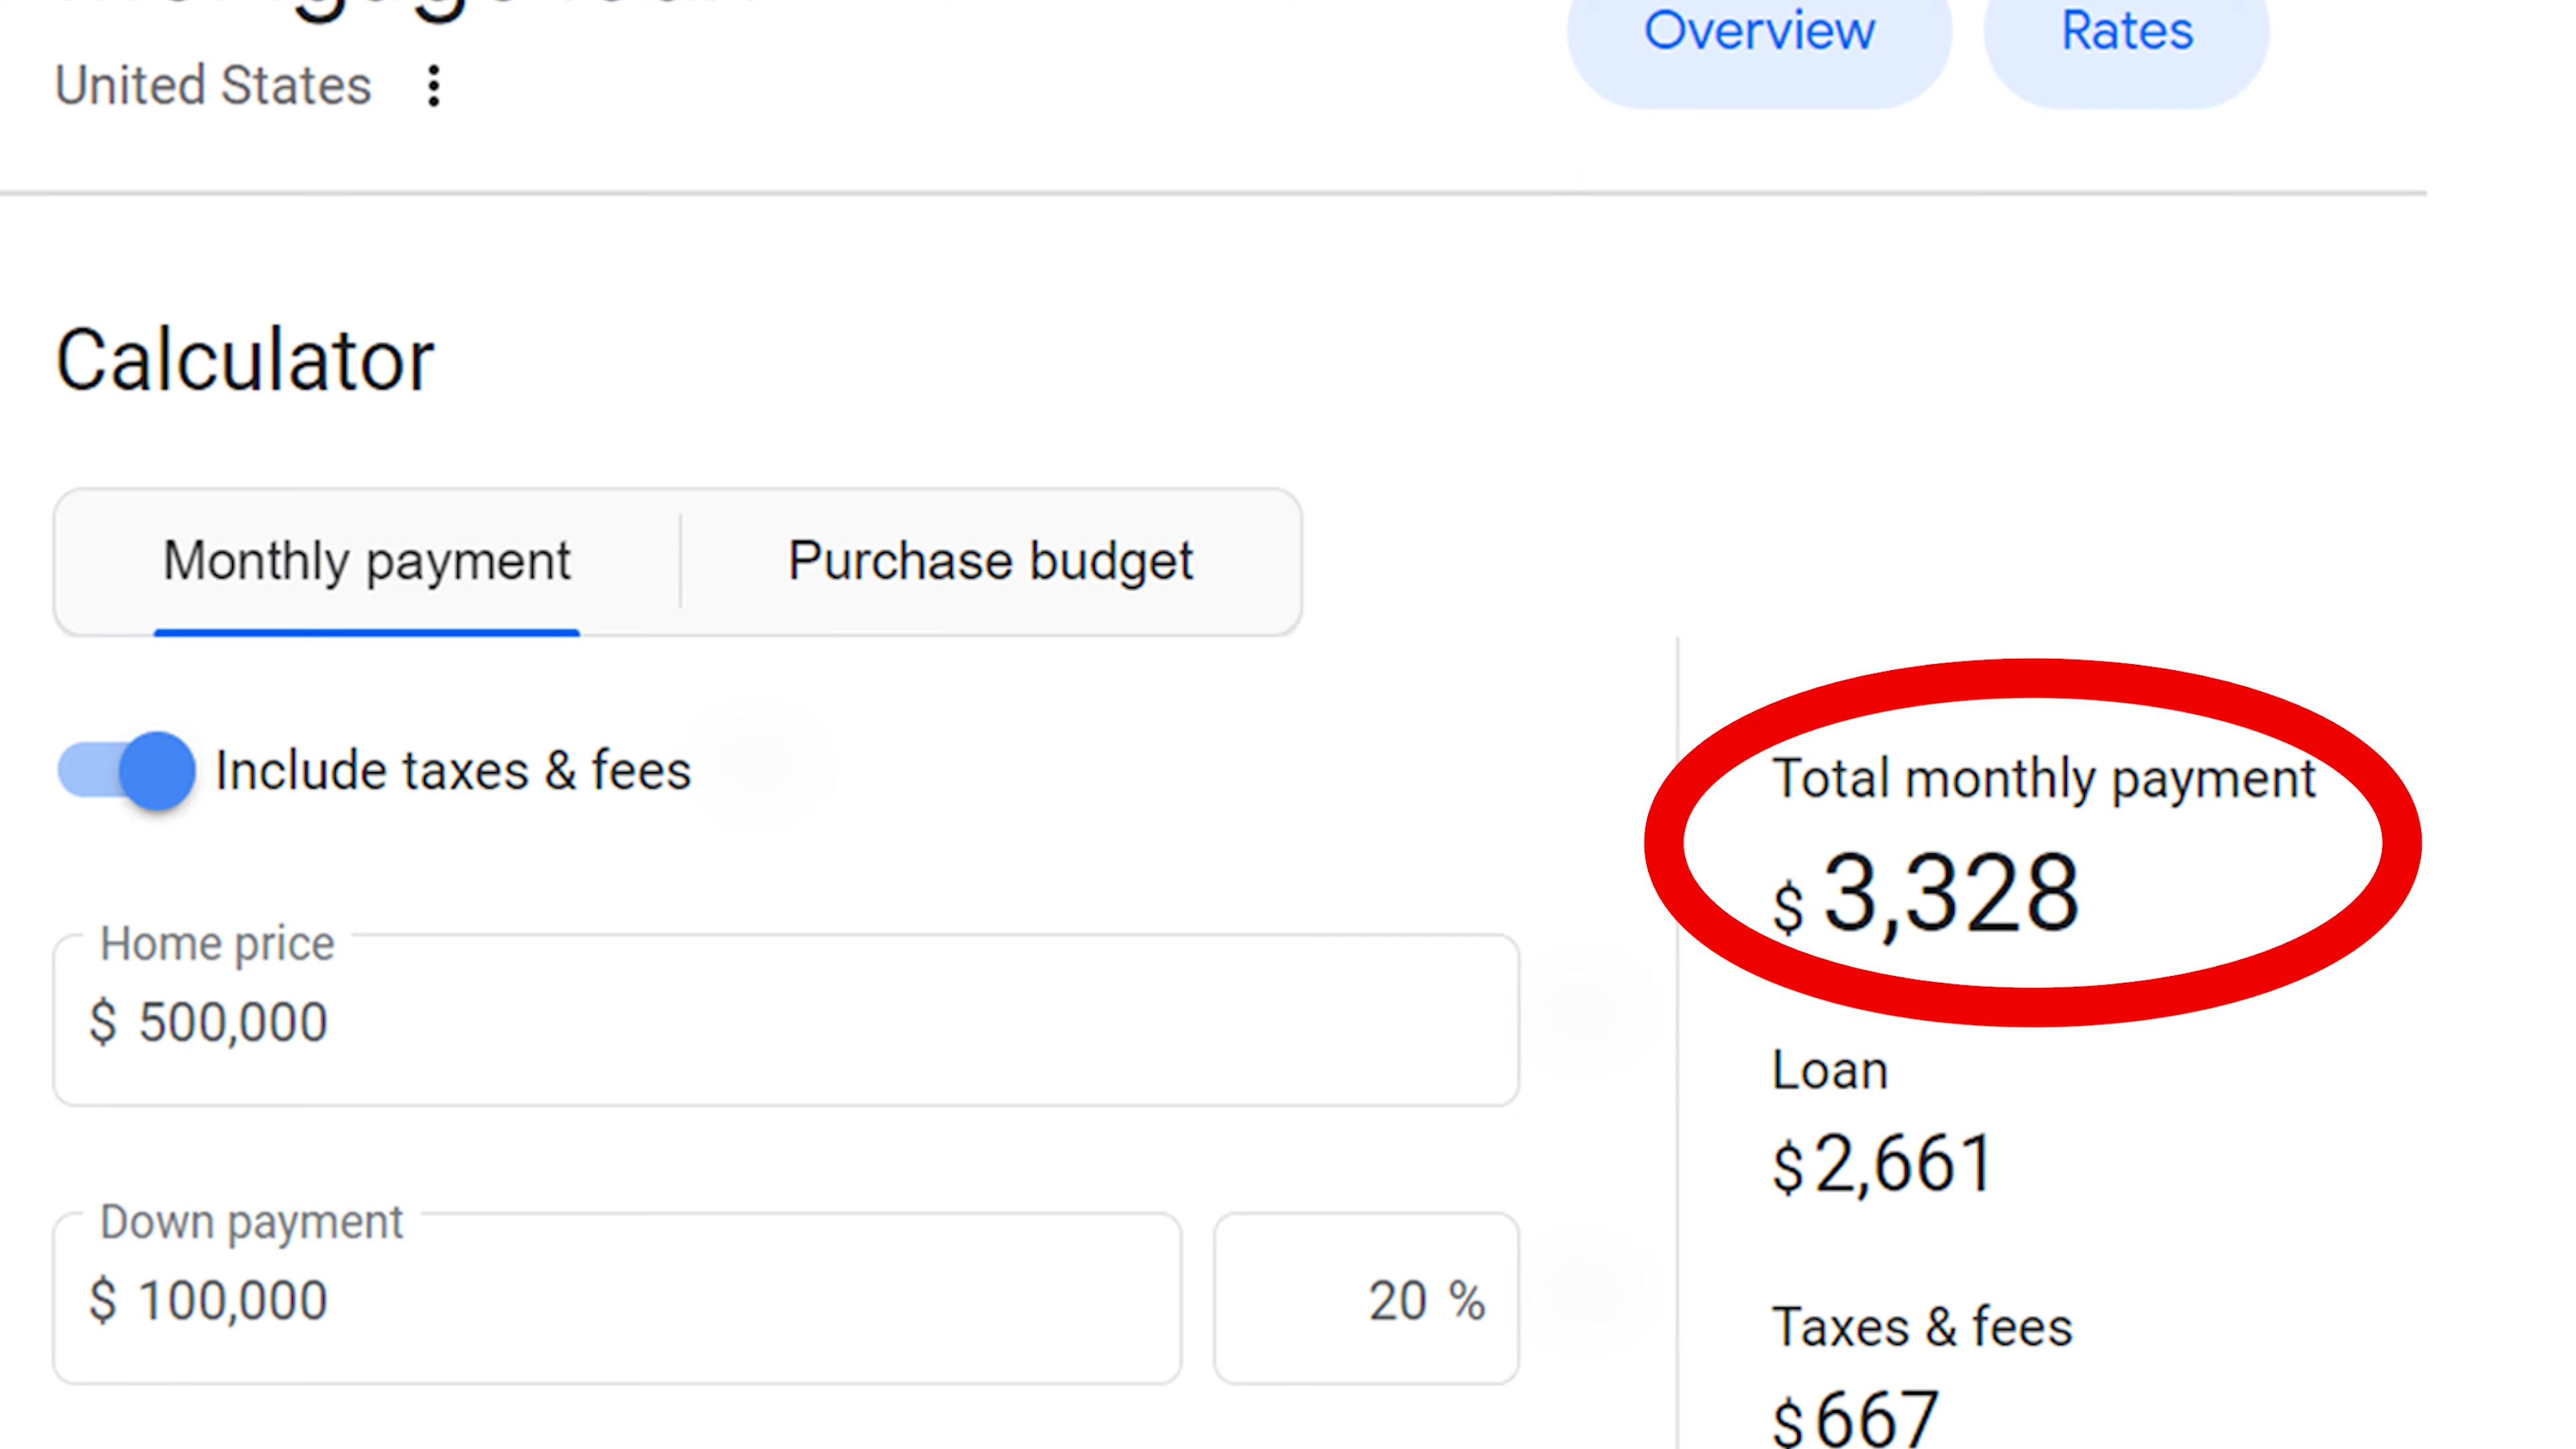 United States
Overview
Rates
Calculator
Monthly payment
Purchase budget
Include taxes & fees
Home price
$ 500,000
Down payment
$ 100,000
20 %
Total monthly payment
$ 3,328
Loan
$ 2,661
Taxes & fees
$ 667